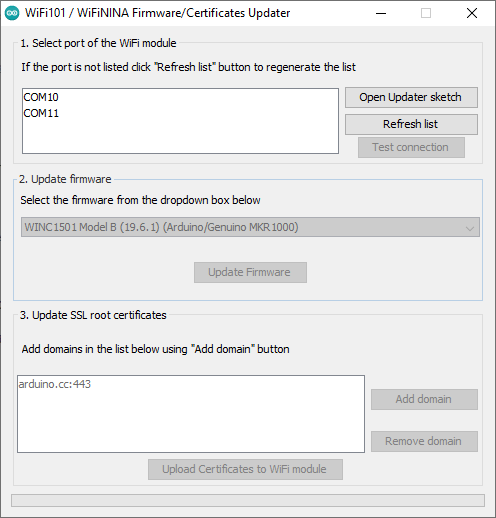 WiFi101 / WiFiNINA Firmware/Certificates Updater
1. Select port of the WiFi module
If the port is not listed click "Refresh list" button to regenerate the list
COM10
COM11
Open Updater sketch
Refresh list
Test connection
2. Update firmware
Select the firmware from the dropdown box below
WINC1501 Model B (19.6.1) (Arduino/Genuino MKR1000)
Update Firmware
3. Update SSL root certificates
Add domains in the list below using "Add domain" button
arduino.cc:443
Add domain
Remove domain
Upload Certificates to WiFi module